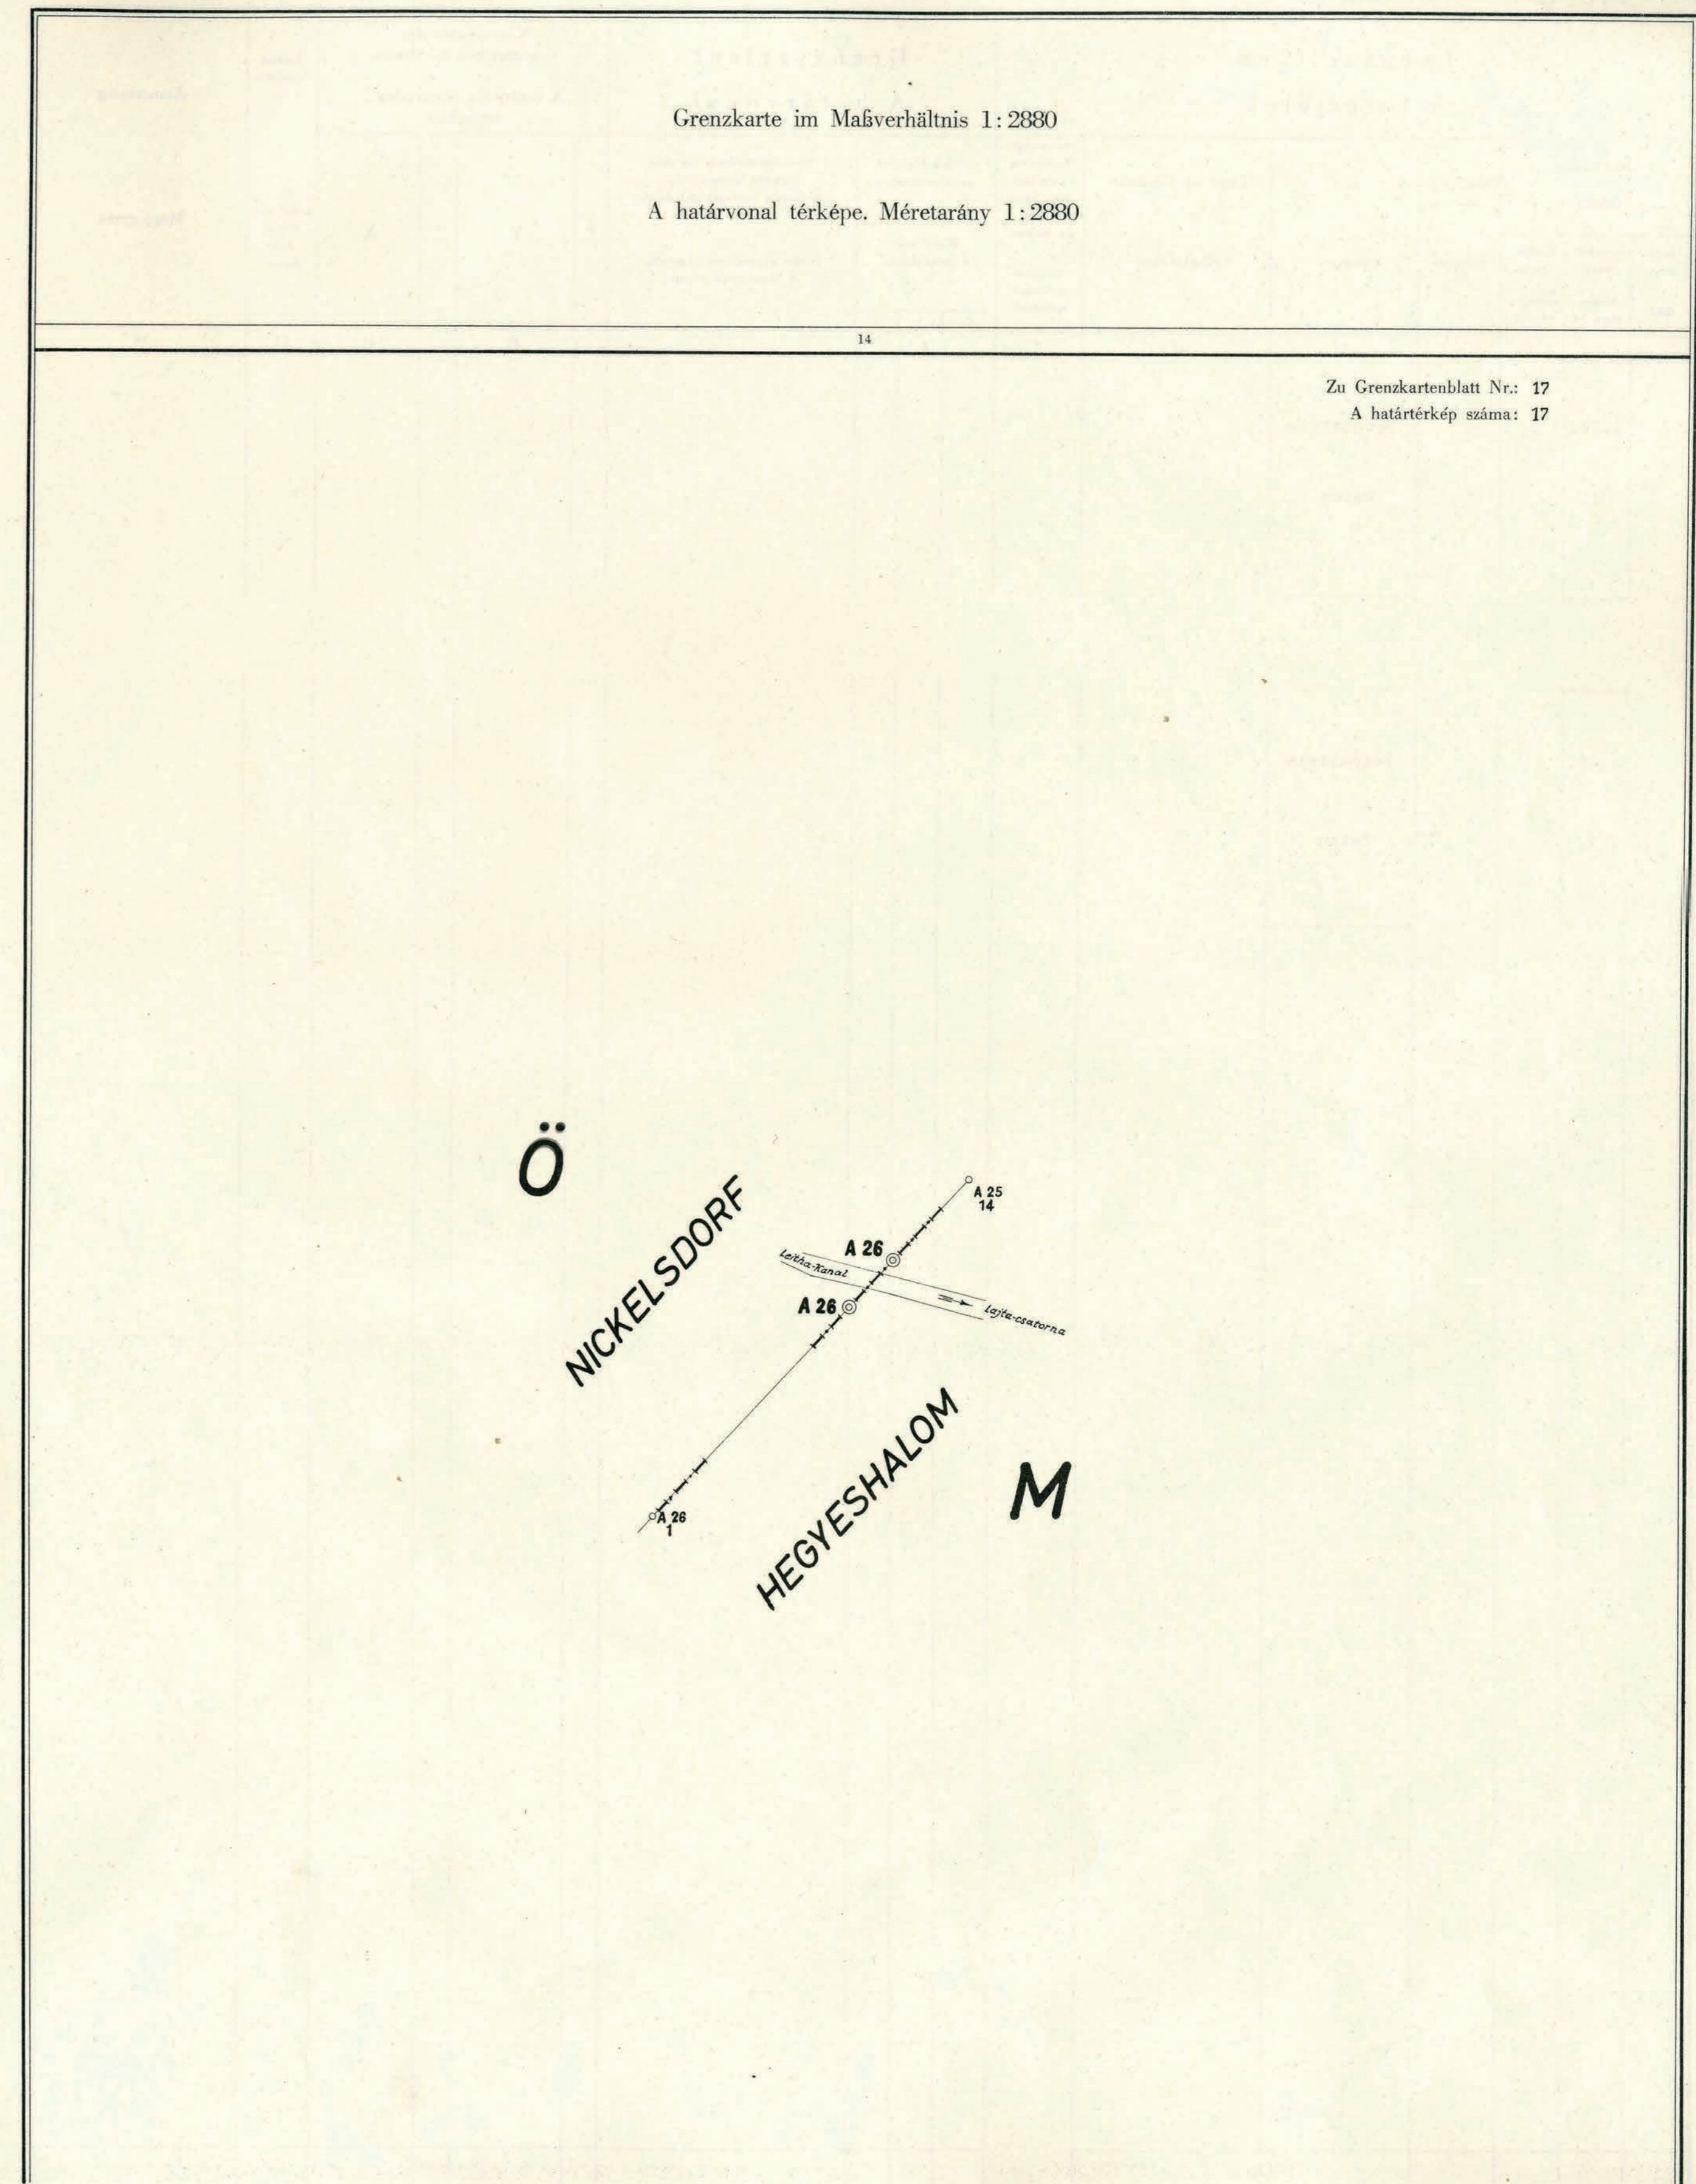 Grenzkarte im Maßverhältnis 1:2880
A határvonal térképe. Méretarány 1:2880
14
Zu Grenzkartenblatt Nr.: 17
A határtérkép száma: 17
Ö
NICKELSDORF
A 25
14
A 26
Leitha-Kanal
A 26
Lajta-csatorna
HEGYESHALOM
M
A 26
1